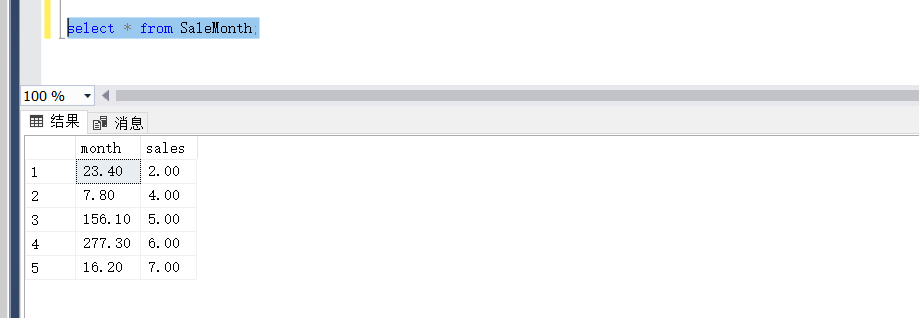 select * from SaleMonth;
100 %
结果 消息
month sales
1 23.40 2.00
2 7.80 4.00
3 156.10 5.00
4 277.30 6.00
5 16.20 7.00